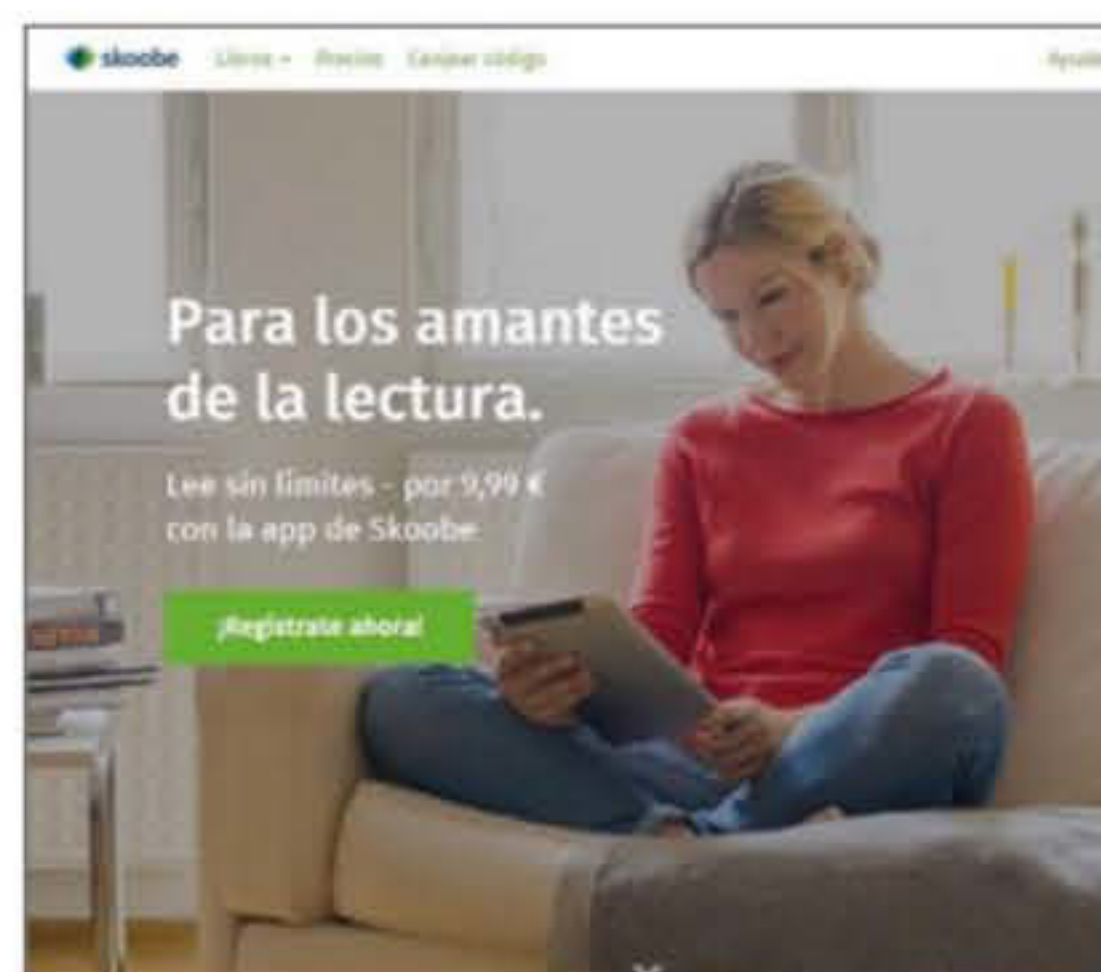 skoobe Libros Precios Canjear código Ayuda
Para los amantes
de la lectura.
Lee sin límites - por 9,99 €
con la app de Skoobe
¡Regístrate ahora!